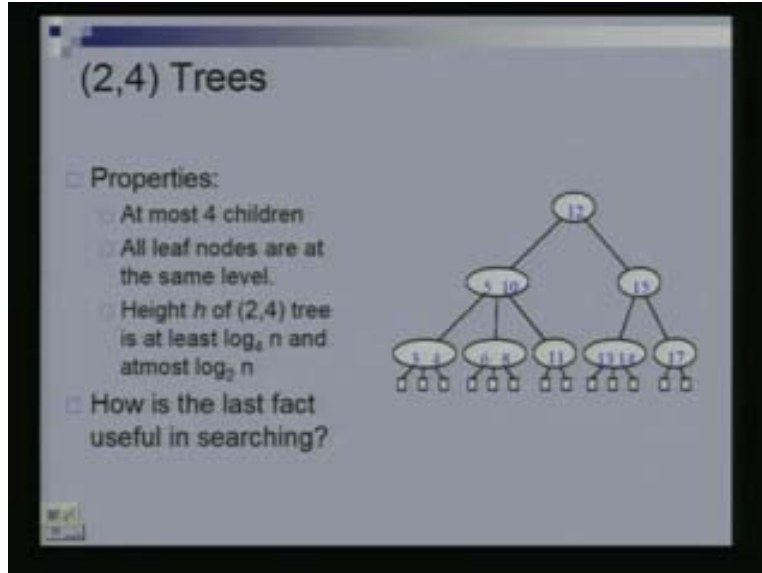 (2,4) Trees
Properties:
At most 4 children
All leaf nodes are at
the same level.
Height h of (2,4) tree
is at least log₄ n and
atmost log₂ n
How is the last fact
useful in searching?
12
5 10
15
3 4
6 8
11
13 14
17